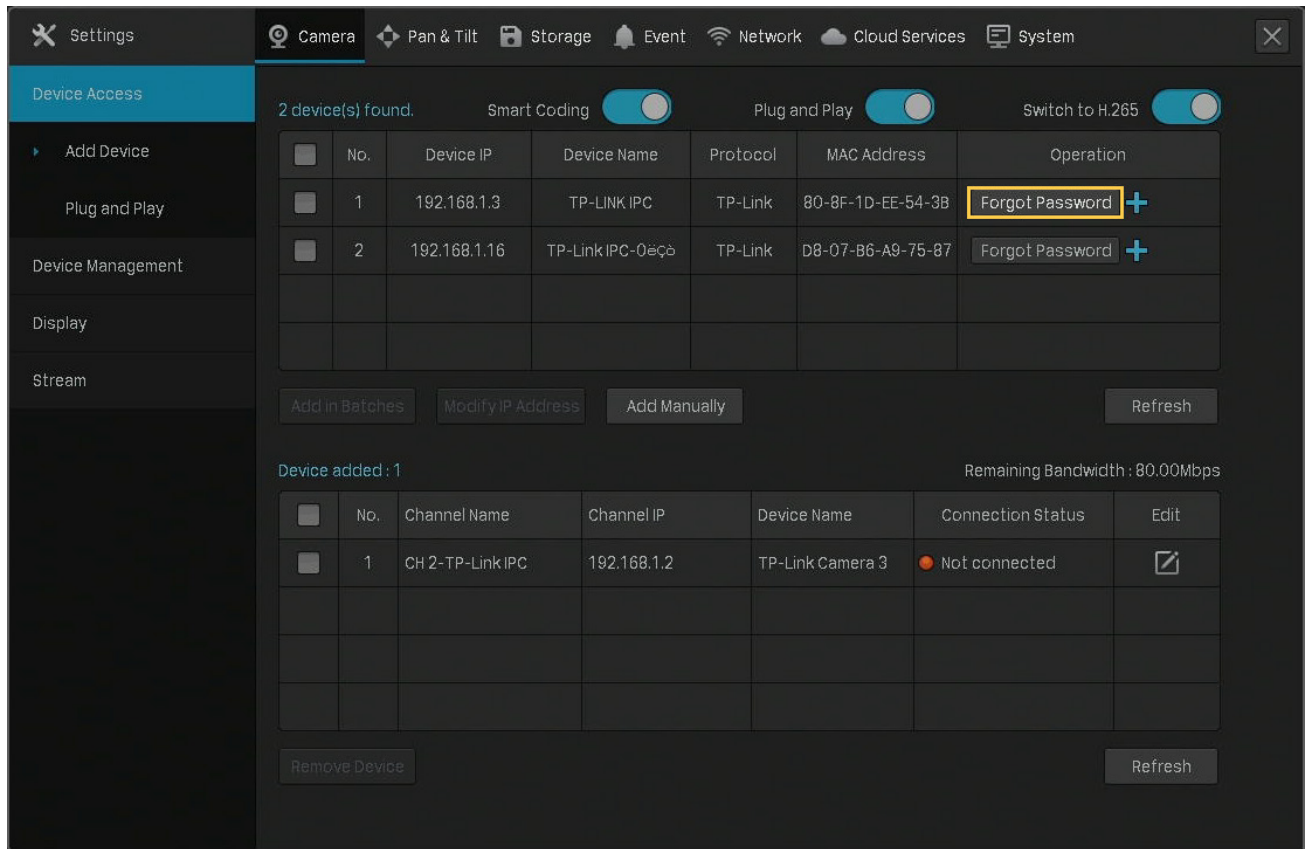 Settings
Camera Pan & Tilt Storage Event Network Cloud Services System
Device Access
Add Device
Plug and Play
Device Management
Display
Stream
2 device(s) found. Smart Coding Plug and Play Switch to H.265
No. Device IP Device Name Protocol MAC Address Operation
1 192.168.1.3 TP-LINK IPC TP-Link 80-8F-1D-EE-54-3B Forgot Password
2 192.168.1.16 TP-Link IPC-0ëÇò TP-Link D8-07-B6-A9-75-87 Forgot Password
Add in Batches Modify IP Address Add Manually Refresh
Device added : 1 Remaining Bandwidth : 80.00Mbps
No. Channel Name Channel IP Device Name Connection Status Edit
1 CH 2-TP-Link IPC 192.168.1.2 TP-Link Camera 3 Not connected
Remove Device Refresh